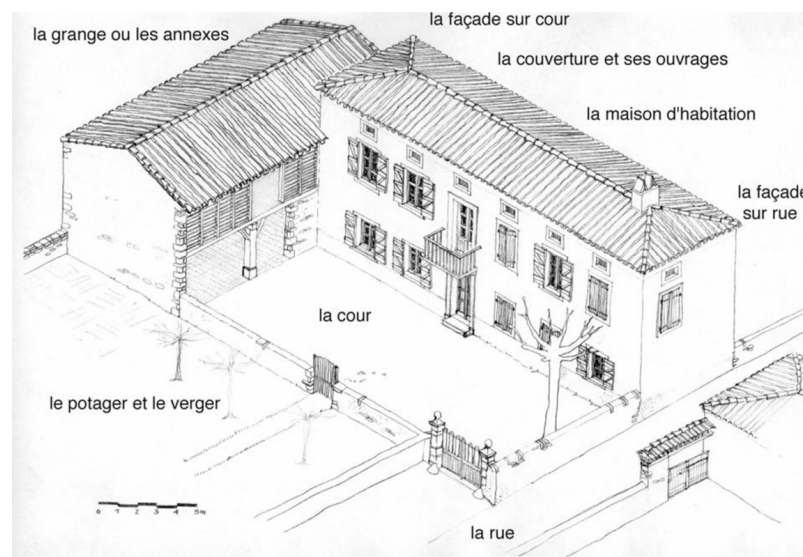 la façade sur cour
la grange ou les annexes
la couverture et ses ouvrages
la maison d'habitation
la façade
sur rue
la cour
le potager et le verger
0 1 2 3 4 5m
la rue